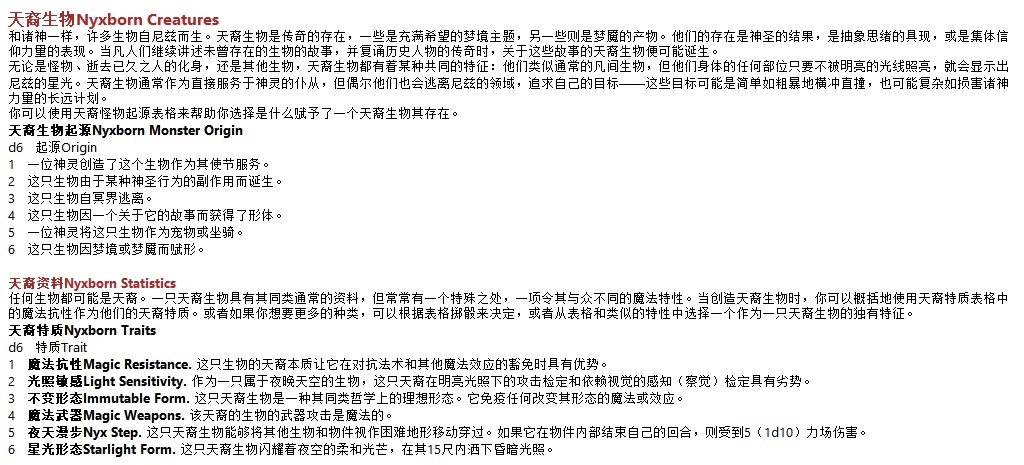 天裔生物Nyxborn Creatures
和诸神一样，许多生物自尼兹而生。天裔生物是传奇的存在，一些是充满希望的梦境主题，另一些则是梦魇的产物。他们的存在是神圣的结果，是抽象思绪的具现，或是集体信
仰力量的表现。当凡人们继续讲述未曾存在的生物的故事，并复诵历史人物的传奇时，关于这些故事的天裔生物便可能诞生。
无论是怪物、逝去已久之人的化身，还是其他生物，天裔生物都有着某种共同的特征：他们类似通常的凡间生物，但他们身体的任何部位只要不被明亮的光线照亮，就会显示出
尼兹的星光。天裔生物通常作为直接服务于神灵的仆从，但偶尔他们也会逃离尼兹的领域，追求自己的目标——这些目标可能是简单如粗暴地横冲直撞，也可能复杂如损害诸神
力量的长远计划。
你可以使用天裔怪物起源表格来帮助你选择是什么赋予了一个天裔生物其存在。
天裔生物起源Nyxborn Monster Origin
d6 起源Origin
1 一位神灵创造了这个生物作为其使节服务。
2 这只生物由于某种神圣行为的副作用而诞生。
3 这只生物自冥界逃离。
4 这只生物因一个关于它的故事而获得了形体。
5 一位神灵将这只生物作为宠物或坐骑。
6 这只生物因梦境或梦魇而赋形。
天裔资料Nyxborn Statistics
任何生物都可能是天裔。一只天裔生物具有其同类通常的资料，但常常有一个特殊之处，一项令其与众不同的魔法特性。当创造天裔生物时，你可以概括地使用天裔特质表格中
的魔法抗性作为他们的天裔特质。或者如果你想要更多的种类，可以根据表格掷骰来决定，或者从表格和类似的特性中选择一个作为一只天裔生物的独有特征。
天裔特质Nyxborn Traits
d6 特质Trait
1 魔法抗性Magic Resistance. 这只生物的天裔本质让它在对抗法术和其他魔法效应的豁免时具有优势。
2 光照敏感Light Sensitivity. 作为一只属于夜晚天空的生物，这只天裔在明亮光照下的攻击检定和依赖视觉的感知（察觉）检定具有劣势。
3 不变形态Immutable Form. 这只天裔生物是一种其同类哲学上的理想形态。它免疫任何改变其形态的魔法或效应。
4 魔法武器Magic Weapons. 该天裔的生物的武器攻击是魔法的。
5 夜天漫步Nyx Step. 这只天裔生物能够将其他生物和物件视作困难地形移动穿过。如果它在物件内部结束自己的回合，则受到5（1d10）力场伤害。
6 星光形态Starlight Form. 这只天裔生物闪耀着夜空的柔和光芒，在其15尺内洒下昏暗光照。